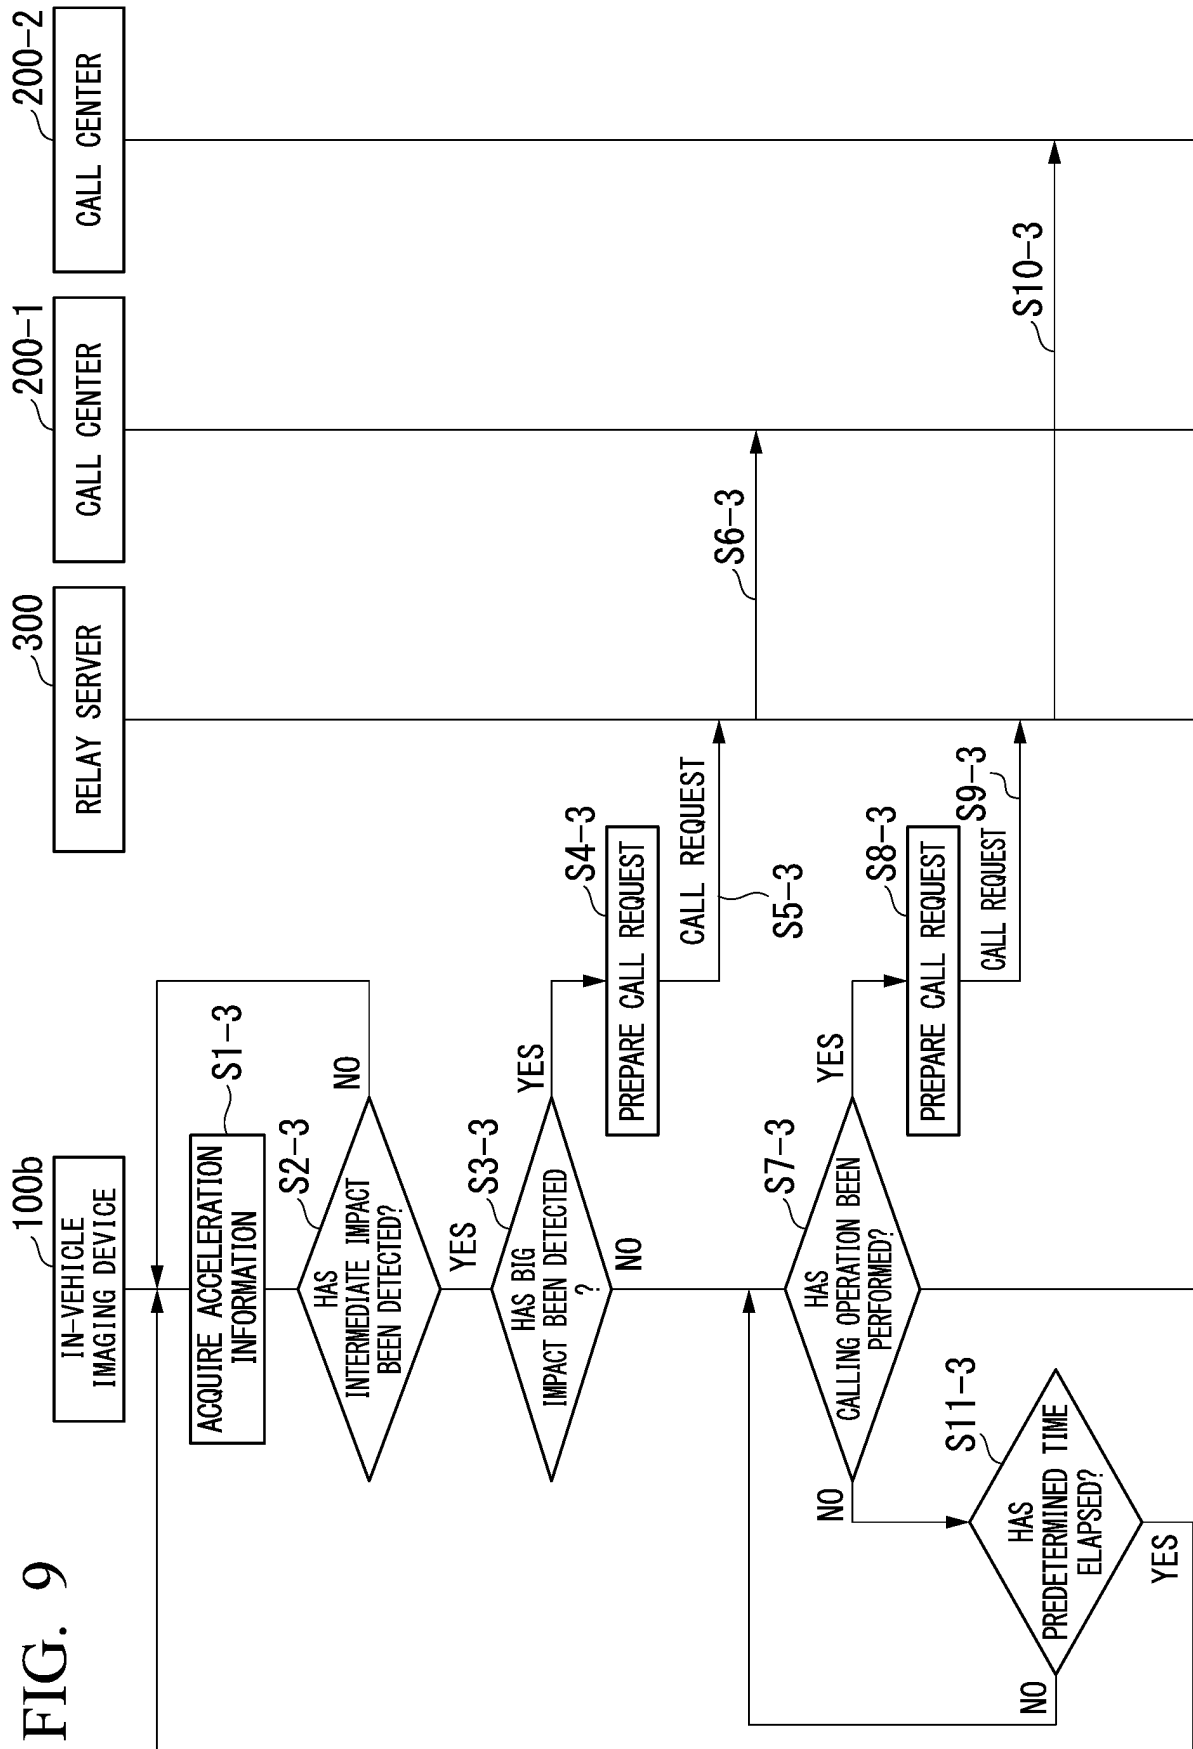 FIG. 9
100b
IN-VEHICLE
IMAGING DEVICE
300
RELAY SERVER
200-1
CALL CENTER
200-2
CALL CENTER
S1-3
ACQUIRE ACCELERATION
INFORMATION
S2-3
HAS
INTERMEDIATE IMPACT
BEEN DETECTED?
NO
YES
S3-3
HAS BIG
IMPACT BEEN DETECTED
?
YES
NO
S4-3
PREPARE CALL REQUEST
CALL REQUEST
S5-3
S6-3
S7-3
HAS
CALLING OPERATION BEEN
PERFORMED?
YES
NO
S8-3
PREPARE CALL REQUEST
CALL REQUEST
S9-3
S10-3
S11-3
HAS
PREDETERMINED TIME
ELAPSED?
NO
YES